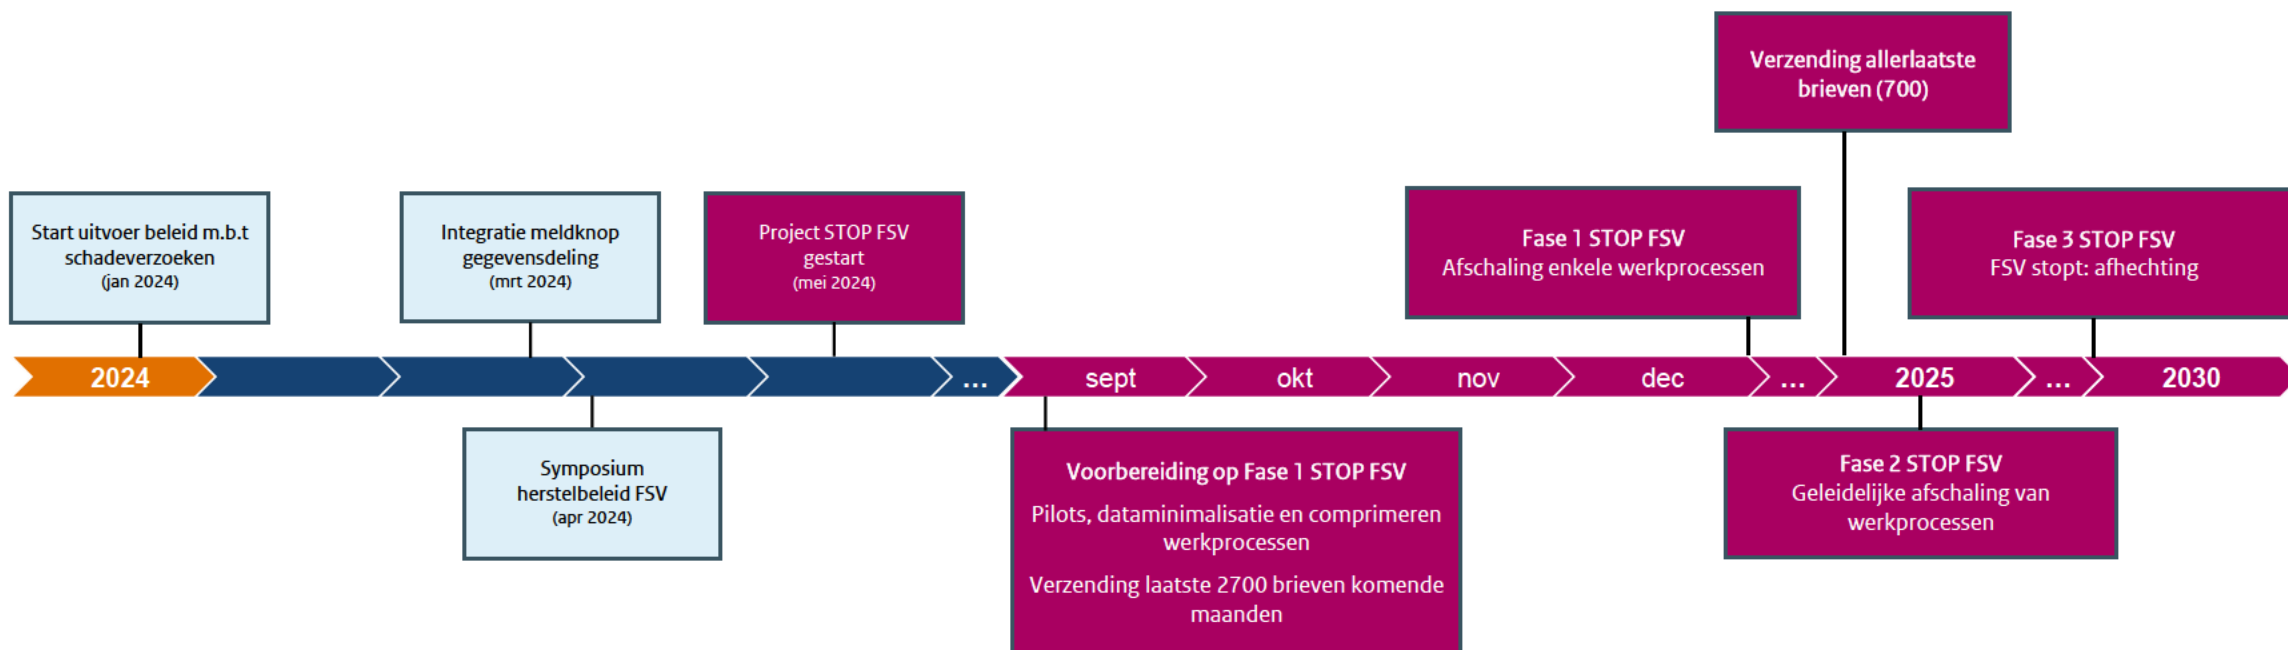 Verzending allerlaatste
brieven (700)
Start uitvoer beleid m.b.t
schadeverzoeken
(jan 2024)
Integratie meldknop
gegevensdeling
(mrt 2024)
Project STOP FSV
gestart
(mei 2024)
Fase 1 STOP FSV
Afschaling enkele werkprocessen
Fase 3 STOP FSV
FSV stopt: afhechting
2024
...
sept
okt
nov
dec
...
2025
...
2030
Symposium
herstelbeleid FSV
(apr 2024)
Voorbereiding op Fase 1 STOP FSV
Pilots, dataminimalisatie en comprimeren
werkprocessen
Verzending laatste 2700 brieven komende
maanden
Fase 2 STOP FSV
Geleidelijke afschaling van
werkprocessen